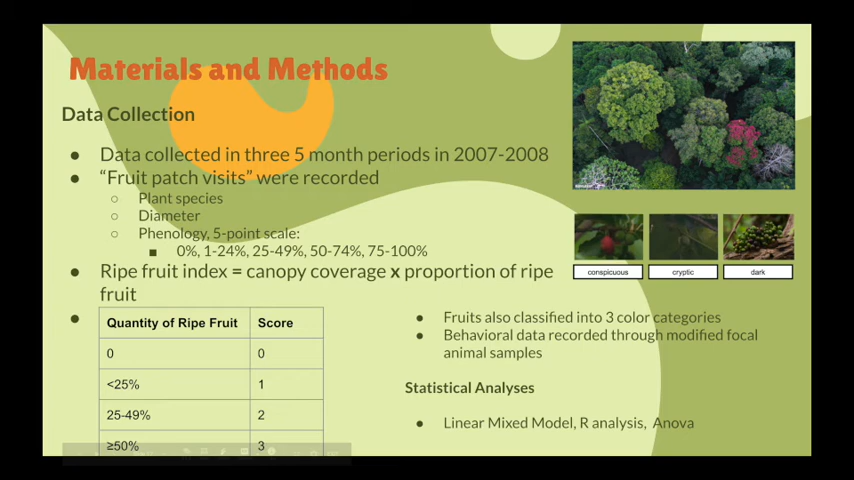 Materials and Methods
Data Collection
● Data collected in three 5 month periods in 2007-2008
● “Fruit patch visits” were recorded
○ Plant species
○ Diameter
○ Phenology, 5-point scale:
■ 0%, 1-24%, 25-49%, 50-74%, 75-100%
● Ripe fruit index = canopy coverage x proportion of ripe
fruit
●
Quantity of Ripe Fruit Score
0 0
<25% 1
25-49% 2
≥50% 3
conspicuous cryptic dark
● Fruits also classified into 3 color categories
● Behavioral data recorded through modified focal
animal samples
Statistical Analyses
● Linear Mixed Model, R analysis, Anova